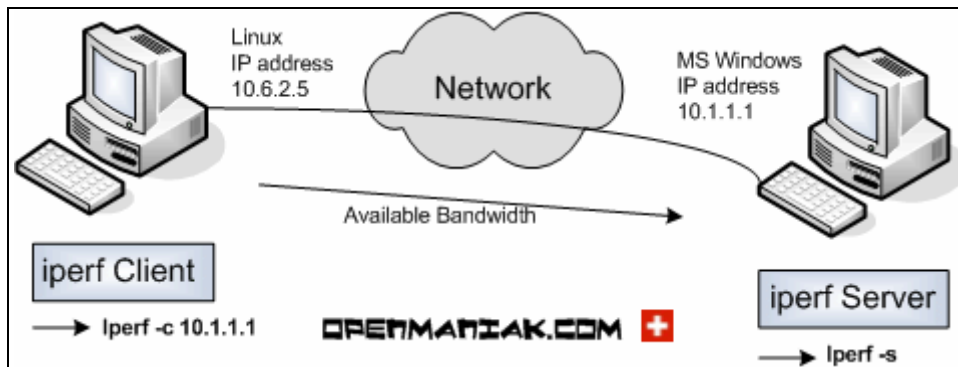 Linux
IP address
10.6.2.5
Network
MS Windows
IP address
10.1.1.1
Available Bandwidth
iperf Client
Iperf -c 10.1.1.1
OPENMANIAK.COM
iperf Server
Iperf -s